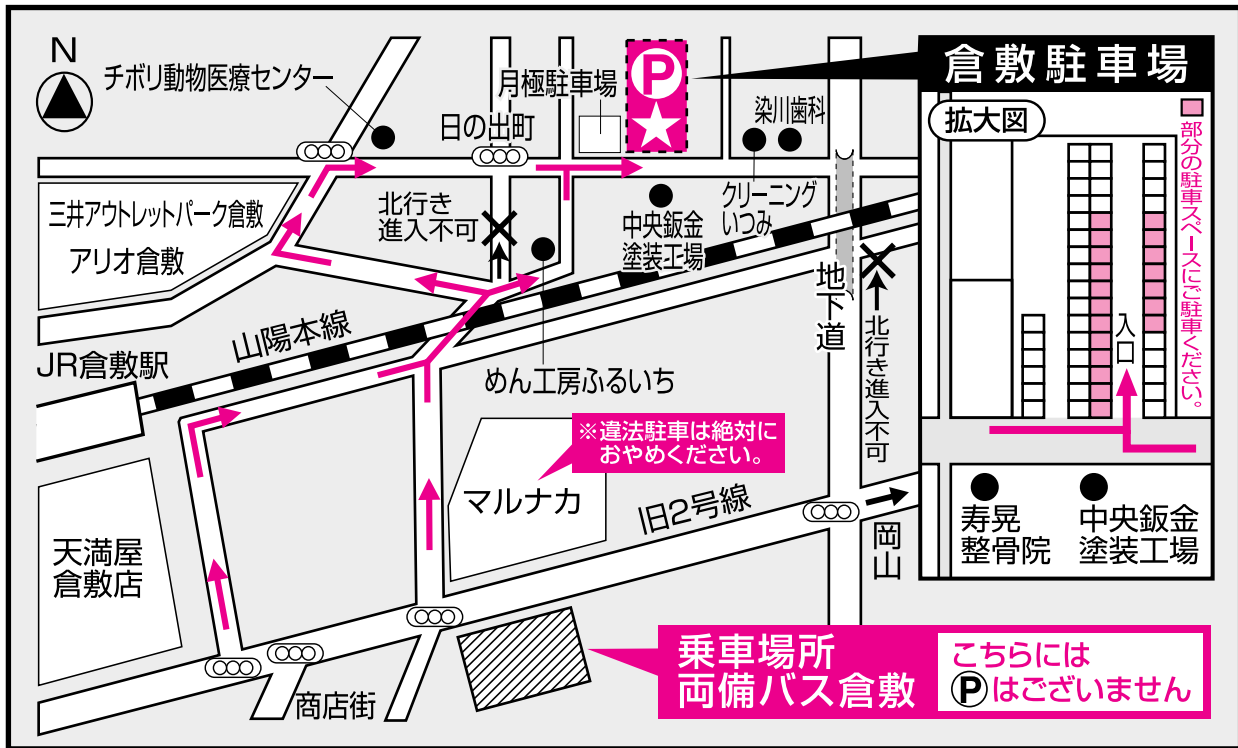 N
チボリ動物医療センター
日の出町
月極駐車場
P
染川歯科
倉敷駐車場
拡大図
部分の駐車スペースにご駐車ください。
入口
寿晃
整骨院
中央鈑金
塗装工場
三井アウトレットパーク倉敷
アリオ倉敷
北行き
進入不可
中央鈑金
塗装工場
クリーニング
いつみ
地下道
北行き進入不可
山陽本線
JR倉敷駅
めん工房ふるいち
※違法駐車は絶対に
おやめください。
マルナカ
旧2号線
岡山
天満屋
倉敷店
商店街
乗車場所
両備バス倉敷
こちらには
Pはございません